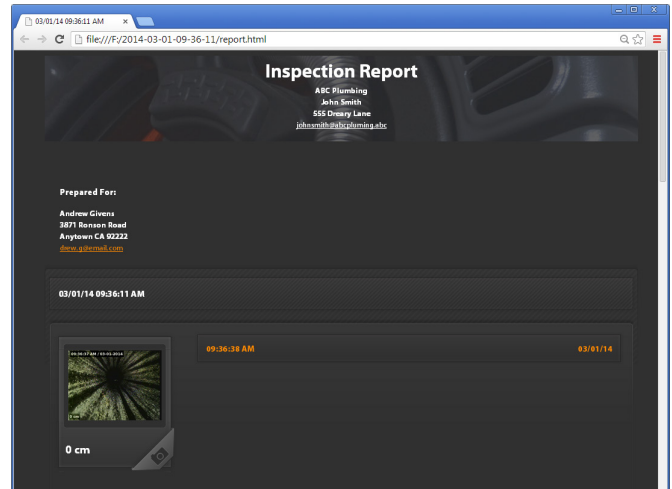 03/01/14 09:36:11 AM
file:///F:/2014-03-01-09-36-11/report.html
Inspection Report
ABC Plumbing
John Smith
555 Dreary Lane
johnsmith@abcpluming.abc
Prepared For:
Andrew Givens
3871 Ronson Road
Anytown CA 92222
drew.g@email.com
03/01/14 09:36:11 AM
09:36:38 AM 03/01/14
0 cm